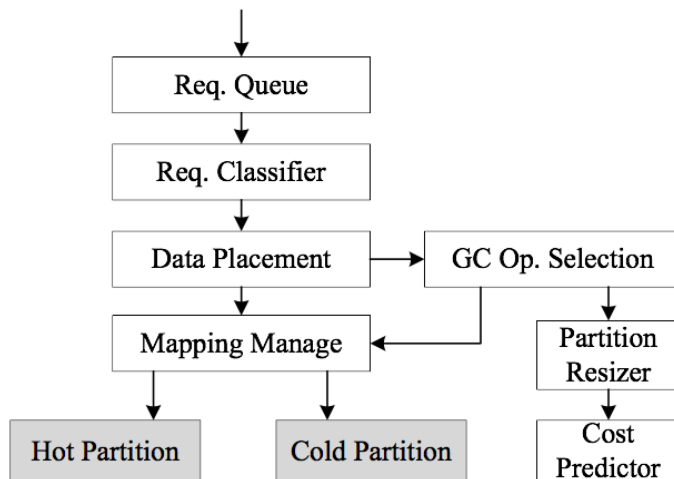 Req. Queue
Req. Classifier
Data Placement
GC Op. Selection
Mapping Manage
Partition
Resizer
Hot Partition
Cold Partition
Cost
Predictor